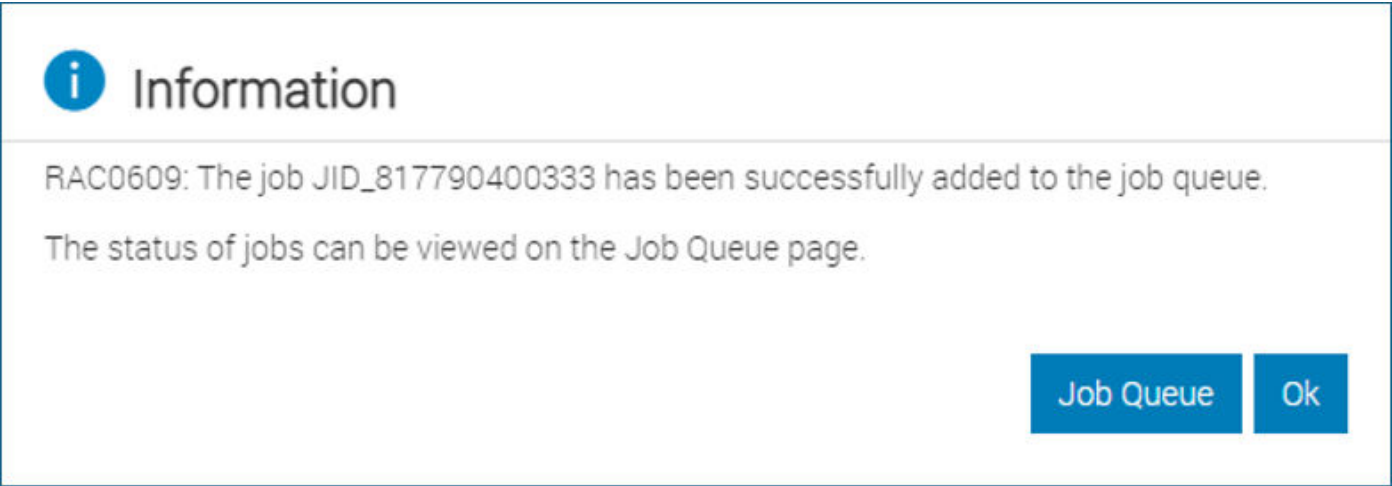 Information
RAC0609: The job JID_817790400333 has been successfully added to the job queue.
The status of jobs can be viewed on the Job Queue page.
Job Queue Ok